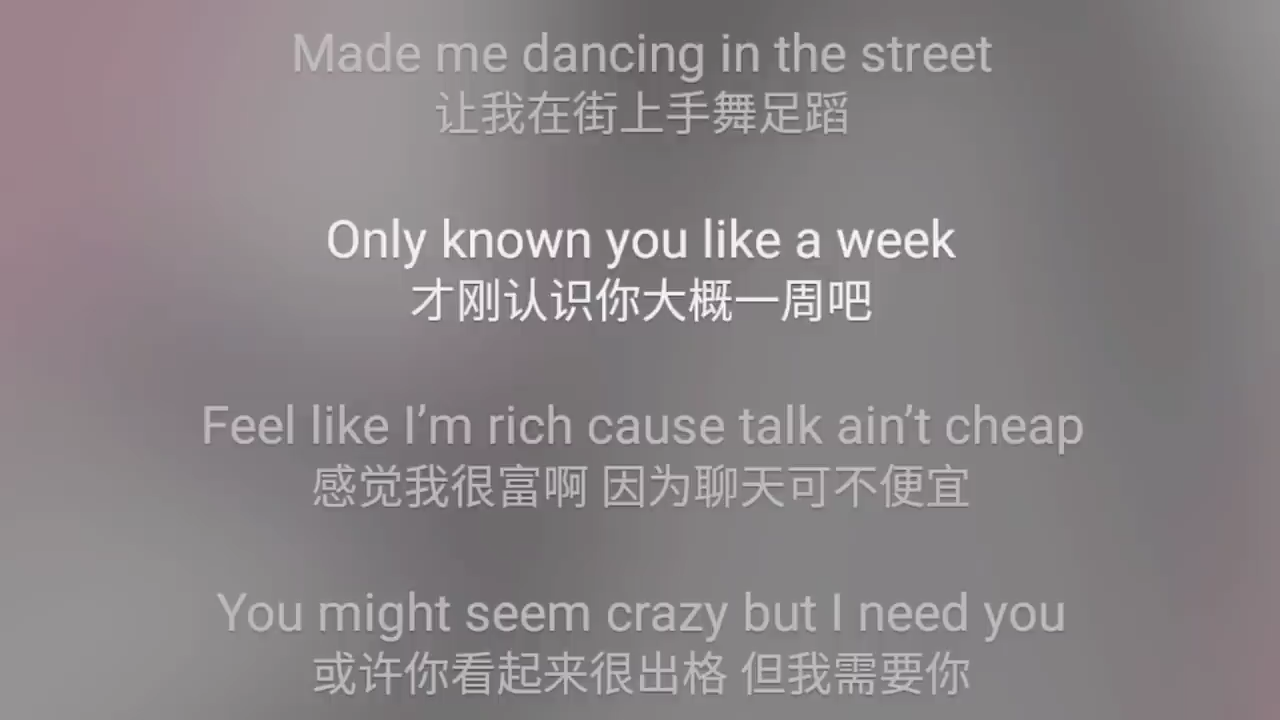 Made me dancing in the street
让我在街上手舞足蹈
Only known you like a week
才刚认识你大概一周吧
Feel like I’m rich cause talk ain’t cheap
感觉我很富啊 因为聊天可不便宜
You might seem crazy but I need you
或许你看起来很出格 但我需要你